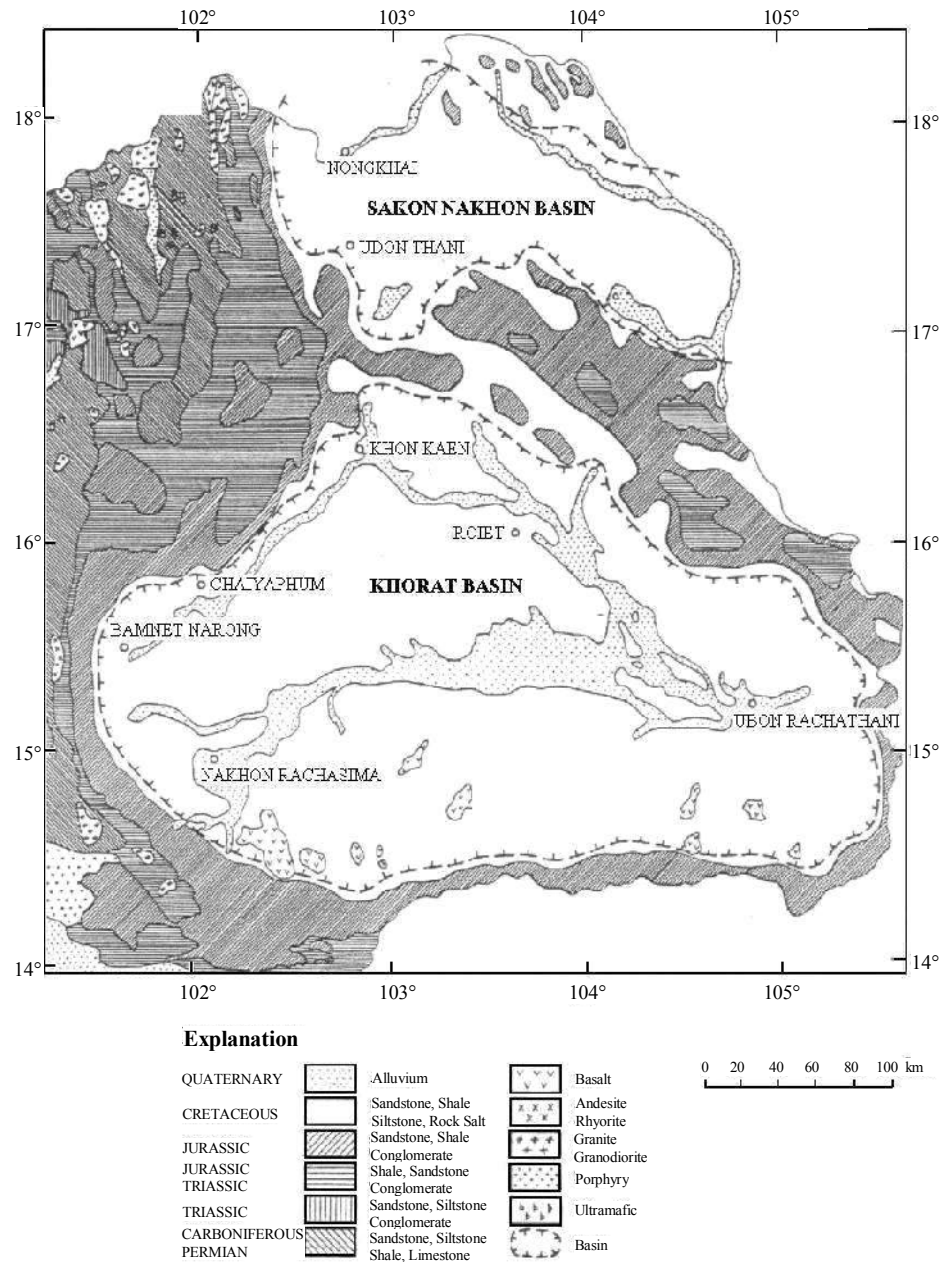 102° 103° 104° 105°
18° 18°
NONGKHAI
SAKON NAKHON BASIN
UDON THANI
17° 17°
KHON KAEN
ROIET
16° 16°
CHAIYAPHUM
KHORAT BASIN
BAMNET NARONG
UBON RACHATHANI
15° 15°
NAKHON RACHASIMA
14° 14°
102° 103° 104° 105°
Explanation
0 20 40 60 80 100 km
QUATERNARY Alluvium Basalt
CRETACEOUS Sandstone, Shale Andesite
Siltstone, Rock Salt Rhyorite
JURASSIC Sandstone, Shale Granite
Conglomerate Granodiorite
JURASSIC Shale, Sandstone Porphyry
TRIASSIC Conglomerate
TRIASSIC Sandstone, Siltstone Ultramafic
Conglomerate
CARBONIFEROUS Sandstone, Siltstone Basin
PERMIAN Shale, Limestone